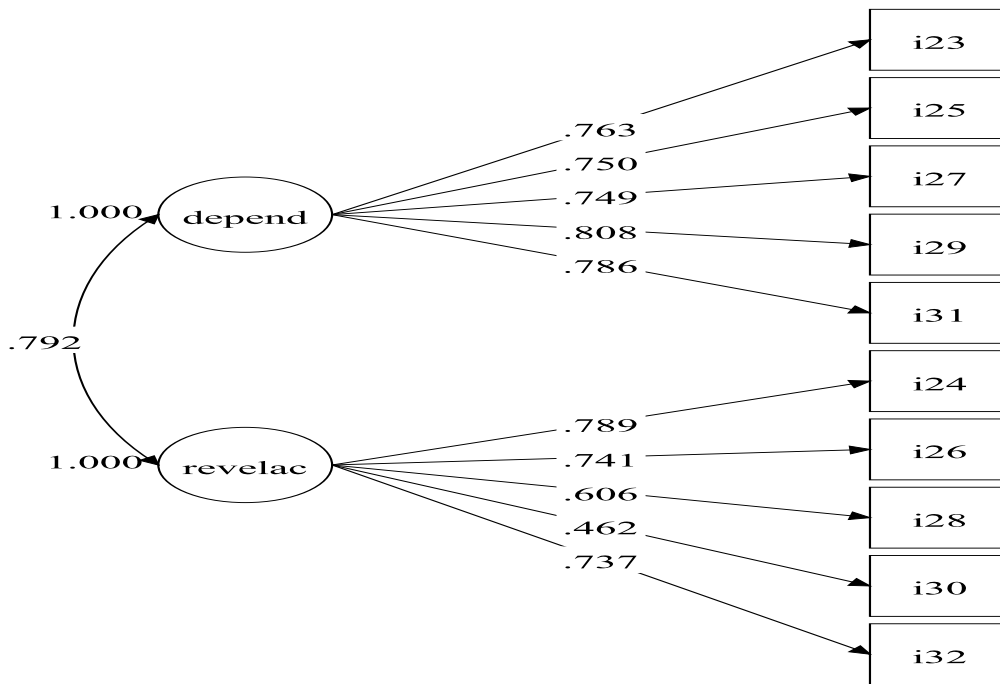 i23
i25
.763
.750
i27
.749
1.000
depend
.808
i29
.786
i31
.792
i24
.789
1.000
revelac
.741
i26
.606
i28
.462
.737
i30
i32